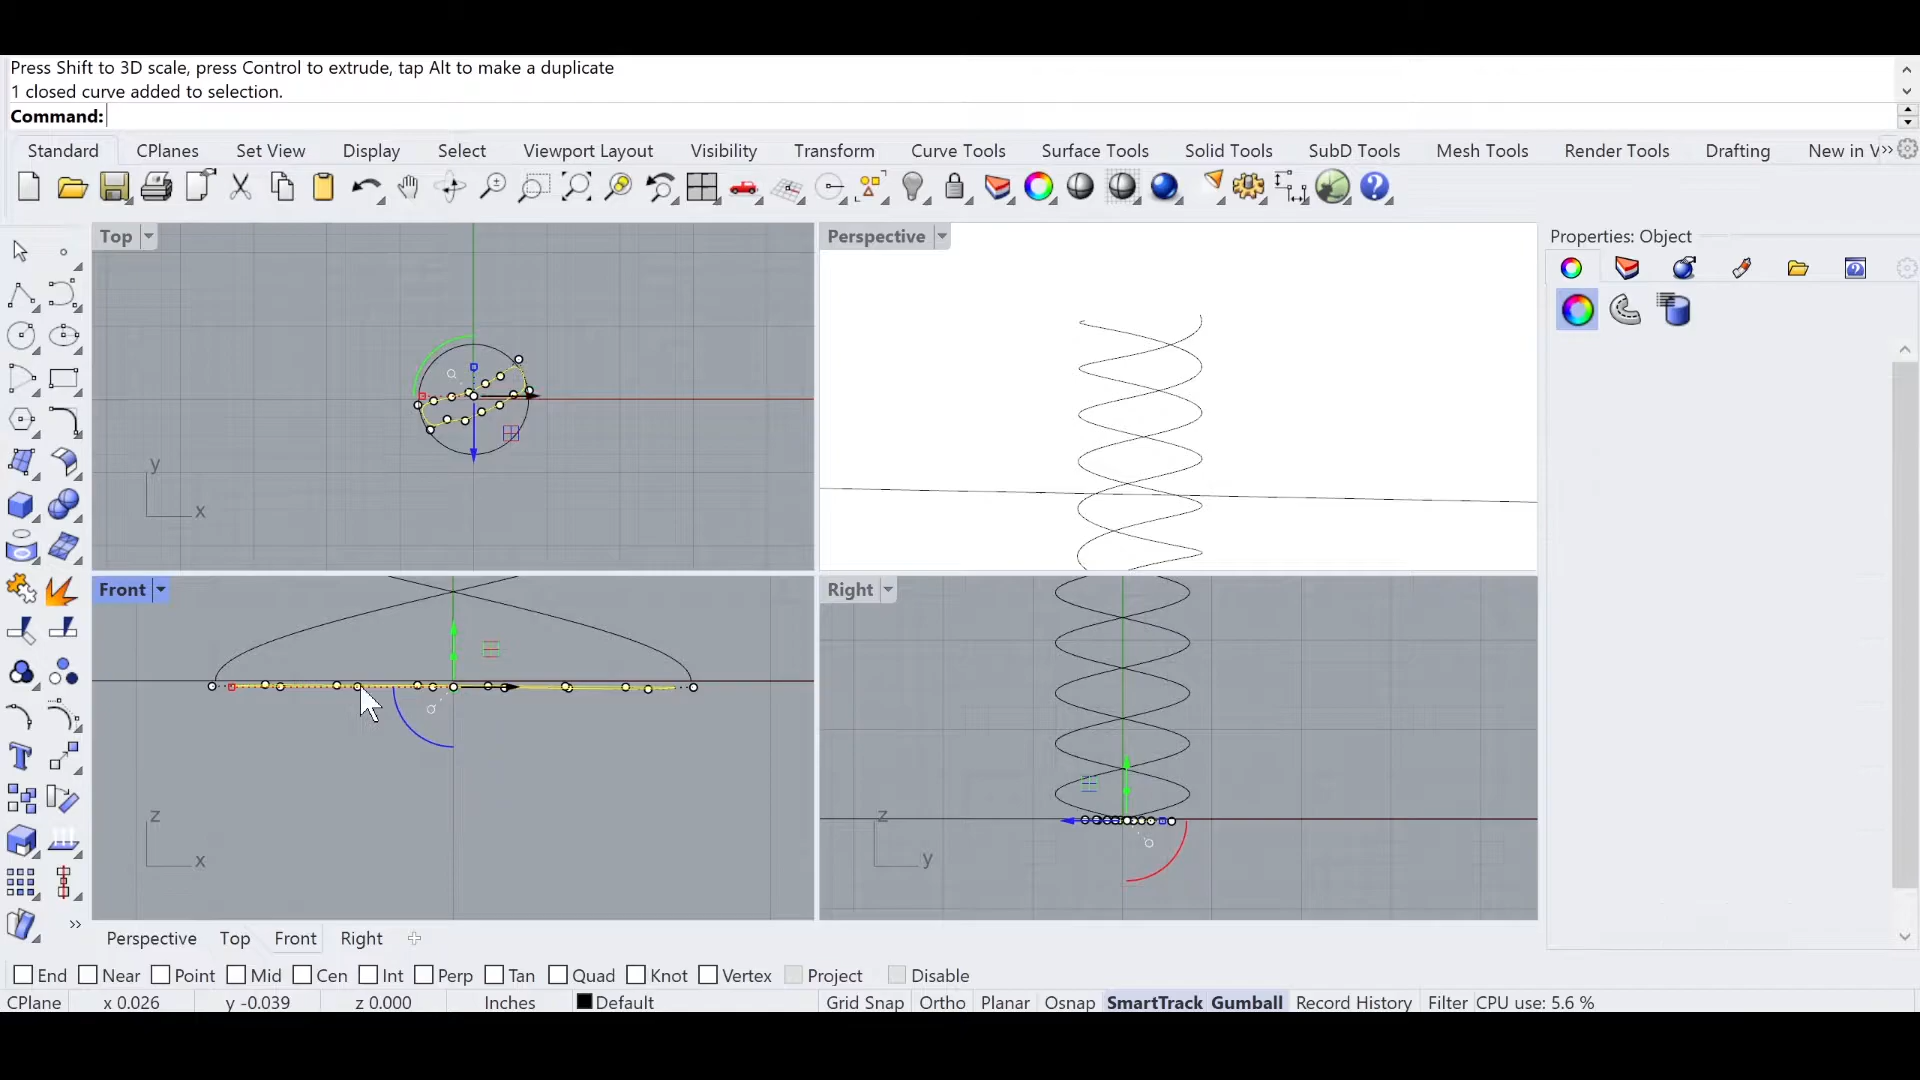 Press Shift to 3D scale, press Control to extrude, tap Alt to make a duplicate
1 closed curve added to selection.
Command:
Standard CPlanes Set View Display Select Viewport Layout Visibility Transform Curve Tools Surface Tools Solid Tools SubD Tools Mesh Tools Render Tools Drafting New in V
Top
Perspective
Properties: Object
y
x
Front
Right
z
x
z
y
Perspective Top Front Right
End Near Point Mid Cen Int Perp Tan Quad Knot Vertex Project Disable
CPlane x 0.026 y -0.039 z 0.000 Inches Default Grid Snap Ortho Planar Osnap SmartTrack Gumball Record History Filter CPU use: 5.6 %